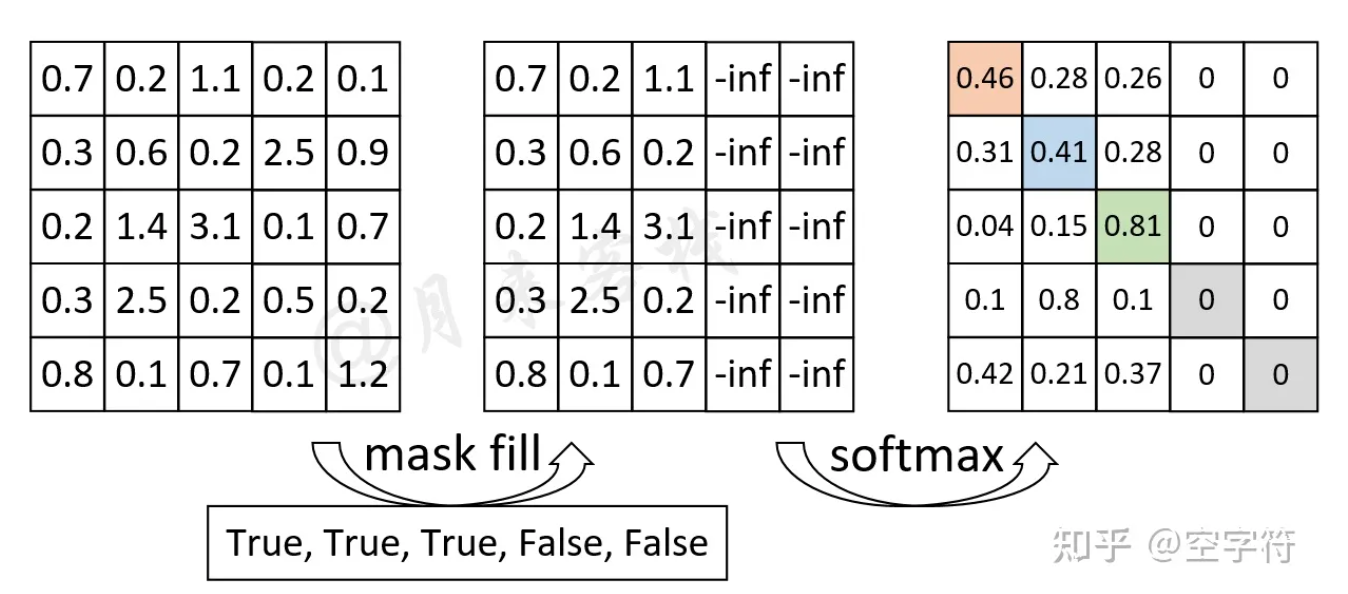 0.7 0.2 1.1 0.2 0.1
0.3 0.6 0.2 2.5 0.9
0.2 1.4 3.1 0.1 0.7
0.3 2.5 0.2 0.5 0.2
0.8 0.1 0.7 0.1 1.2
0.7 0.2 1.1 -inf -inf
0.3 0.6 0.2 -inf -inf
0.2 1.4 3.1 -inf -inf
0.3 2.5 0.2 -inf -inf
0.8 0.1 0.7 -inf -inf
0.46 0.28 0.26 0 0
0.31 0.41 0.28 0 0
0.04 0.15 0.81 0 0
0.1 0.8 0.1 0 0
0.42 0.21 0.37 0 0
@月来客栈
mask fill
softmax
True, True, True, False, False
知乎 @空字符